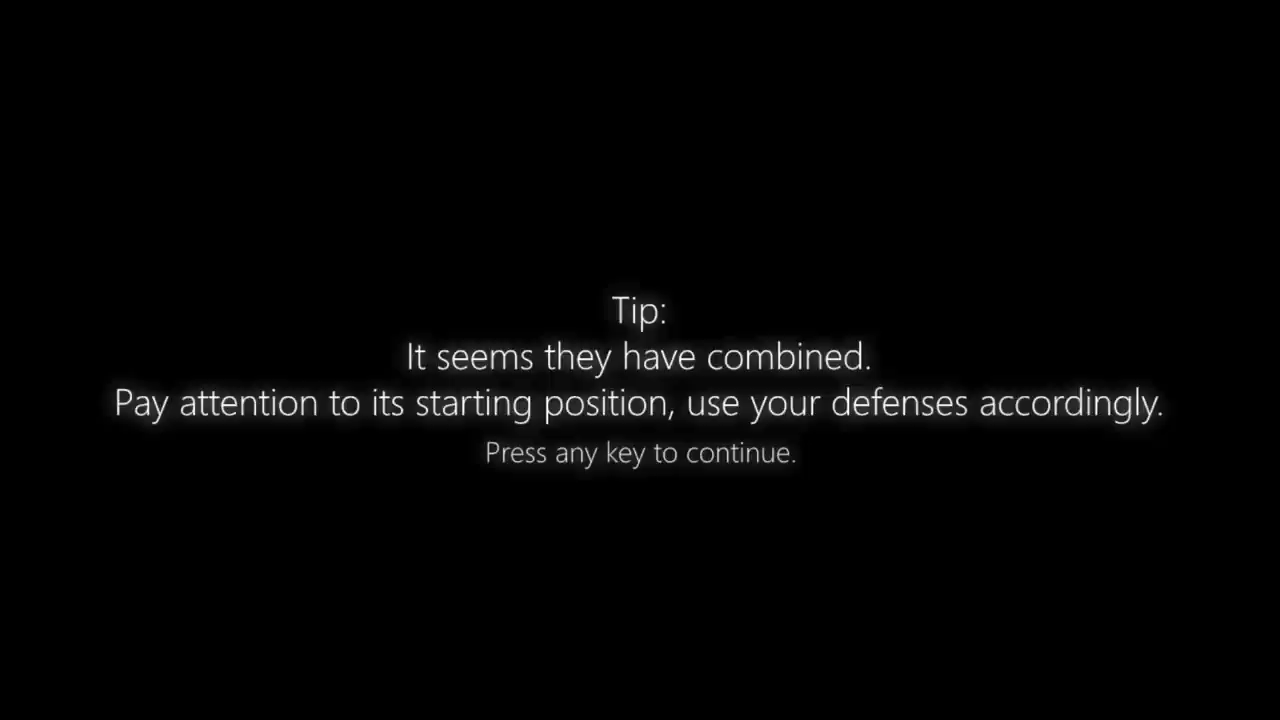 Tip:
It seems they have combined.
Pay attention to its starting position, use your defenses accordingly.
Press any key to continue.